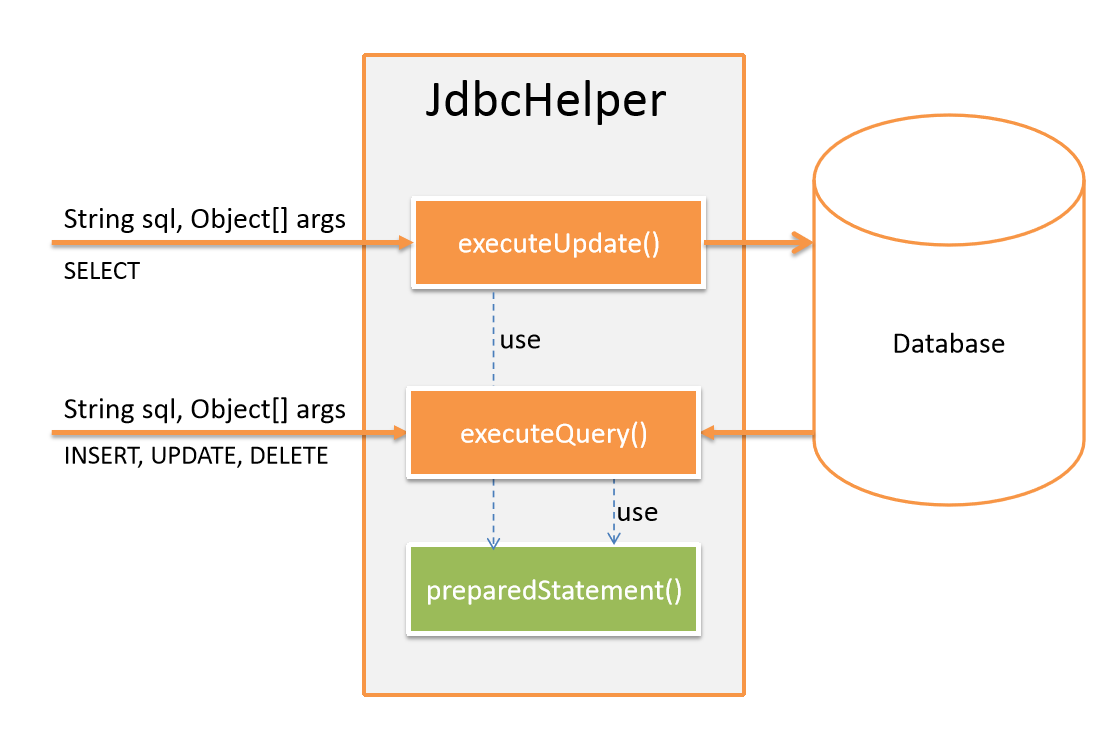 JdbcHelper
String sql, Object[] args
SELECT
executeUpdate()
use
Database
String sql, Object[] args
INSERT, UPDATE, DELETE
executeQuery()
use
preparedStatement()